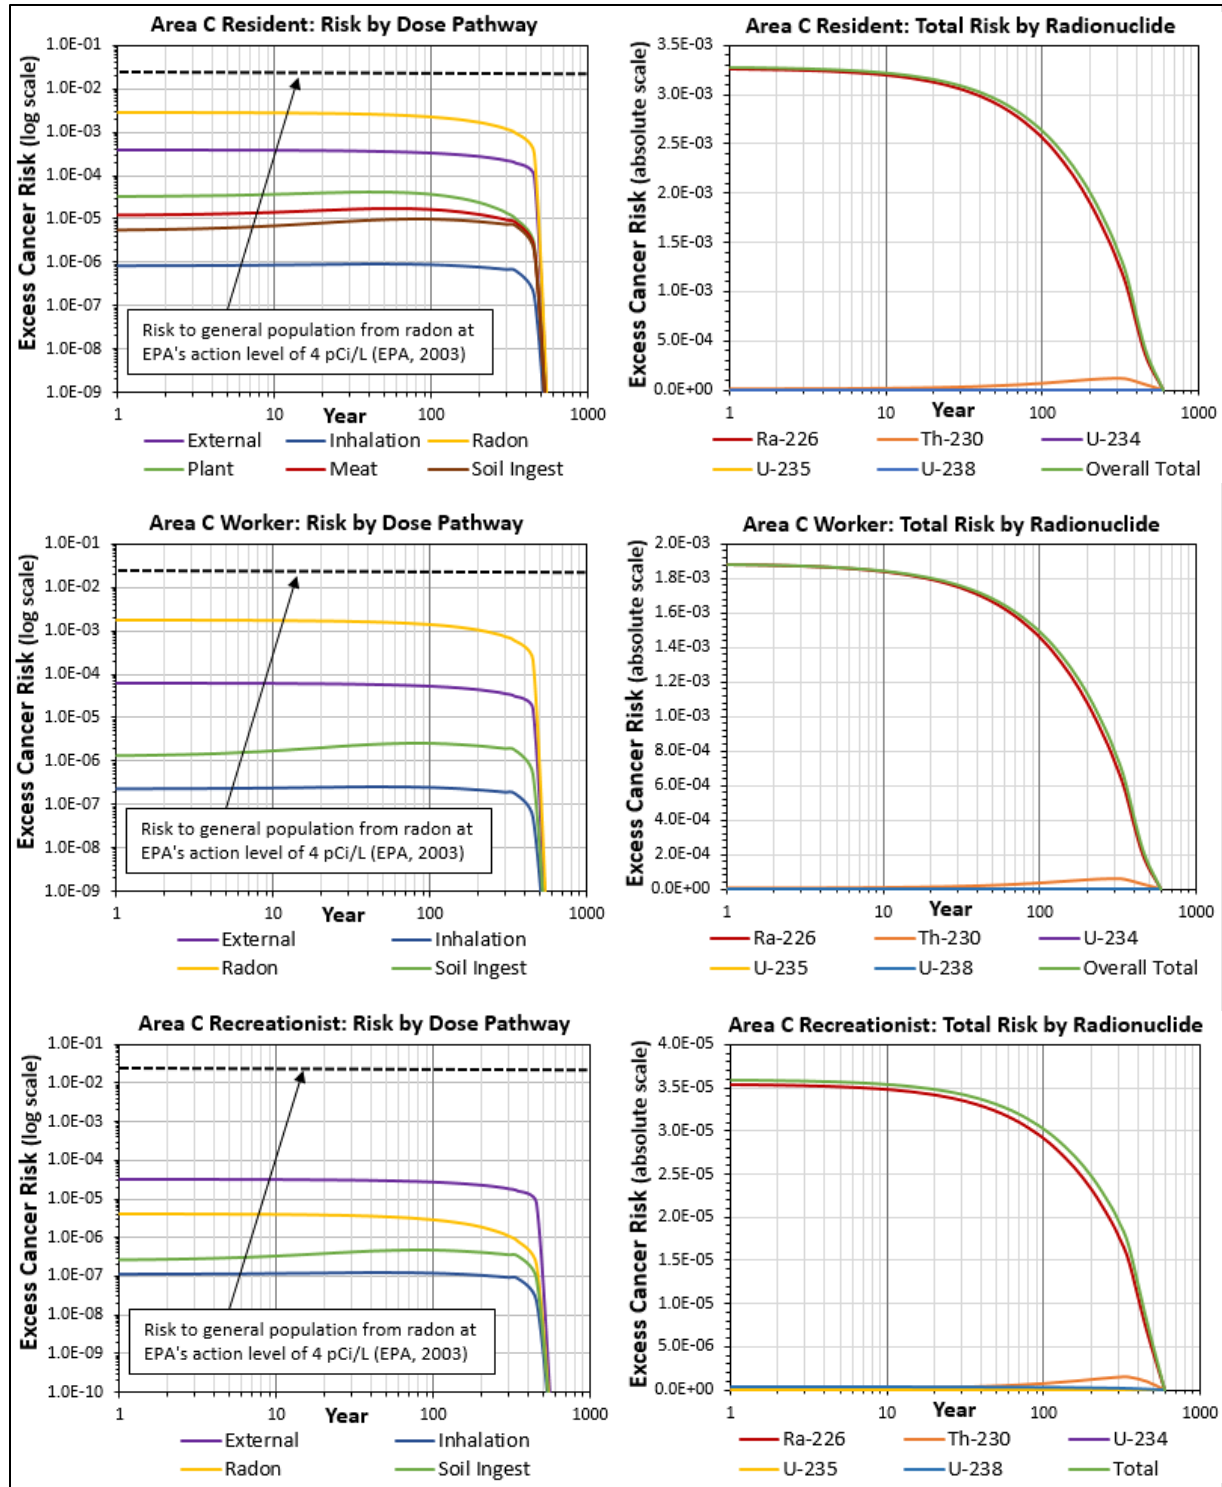 Area C Resident: Risk by Dose Pathway
Excess Cancer Risk (log scale)
1.0E-01
1.0E-02
1.0E-03
1.0E-04
1.0E-05
1.0E-06
1.0E-07
1.0E-08
1.0E-09
Risk to general population from radon at
EPA's action level of 4 pCi/L (EPA, 2003)
1 10 100 1000
Year
External Inhalation Radon
Plant Meat Soil Ingest
Area C Resident: Total Risk by Radionuclide
Excess Cancer Risk (absolute scale)
3.5E-03
3.0E-03
2.5E-03
2.0E-03
1.5E-03
1.0E-03
5.0E-04
0.0E+00
1 10 100 1000
Year
Ra-226 Th-230 U-234
U-235 U-238 Overall Total
Area C Worker: Risk by Dose Pathway
Excess Cancer Risk (log scale)
1.0E-01
1.0E-02
1.0E-03
1.0E-04
1.0E-05
1.0E-06
1.0E-07
1.0E-08
1.0E-09
Risk to general population from radon at
EPA's action level of 4 pCi/L (EPA, 2003)
1 10 100 1000
Year
External Inhalation
Radon Soil Ingest
Area C Worker: Total Risk by Radionuclide
Excess Cancer Risk (absolute scale)
2.0E-03
1.8E-03
1.6E-03
1.4E-03
1.2E-03
1.0E-03
8.0E-04
6.0E-04
4.0E-04
2.0E-04
0.0E+00
1 10 100 1000
Year
Ra-226 Th-230 U-234
U-235 U-238 Overall Total
Area C Recreationist: Risk by Dose Pathway
Excess Cancer Risk (log scale)
1.0E-01
1.0E-02
1.0E-03
1.0E-04
1.0E-05
1.0E-06
1.0E-07
1.0E-08
1.0E-09
1.0E-10
Risk to general population from radon at
EPA's action level of 4 pCi/L (EPA, 2003)
1 10 100 1000
Year
External Inhalation
Radon Soil Ingest
Area C Recreationist: Total Risk by Radionuclide
Excess Cancer Risk (absolute scale)
4.0E-05
3.5E-05
3.0E-05
2.5E-05
2.0E-05
1.5E-05
1.0E-05
5.0E-06
0.0E+00
1 10 100 1000
Year
Ra-226 Th-230 U-234
U-235 U-238 Total